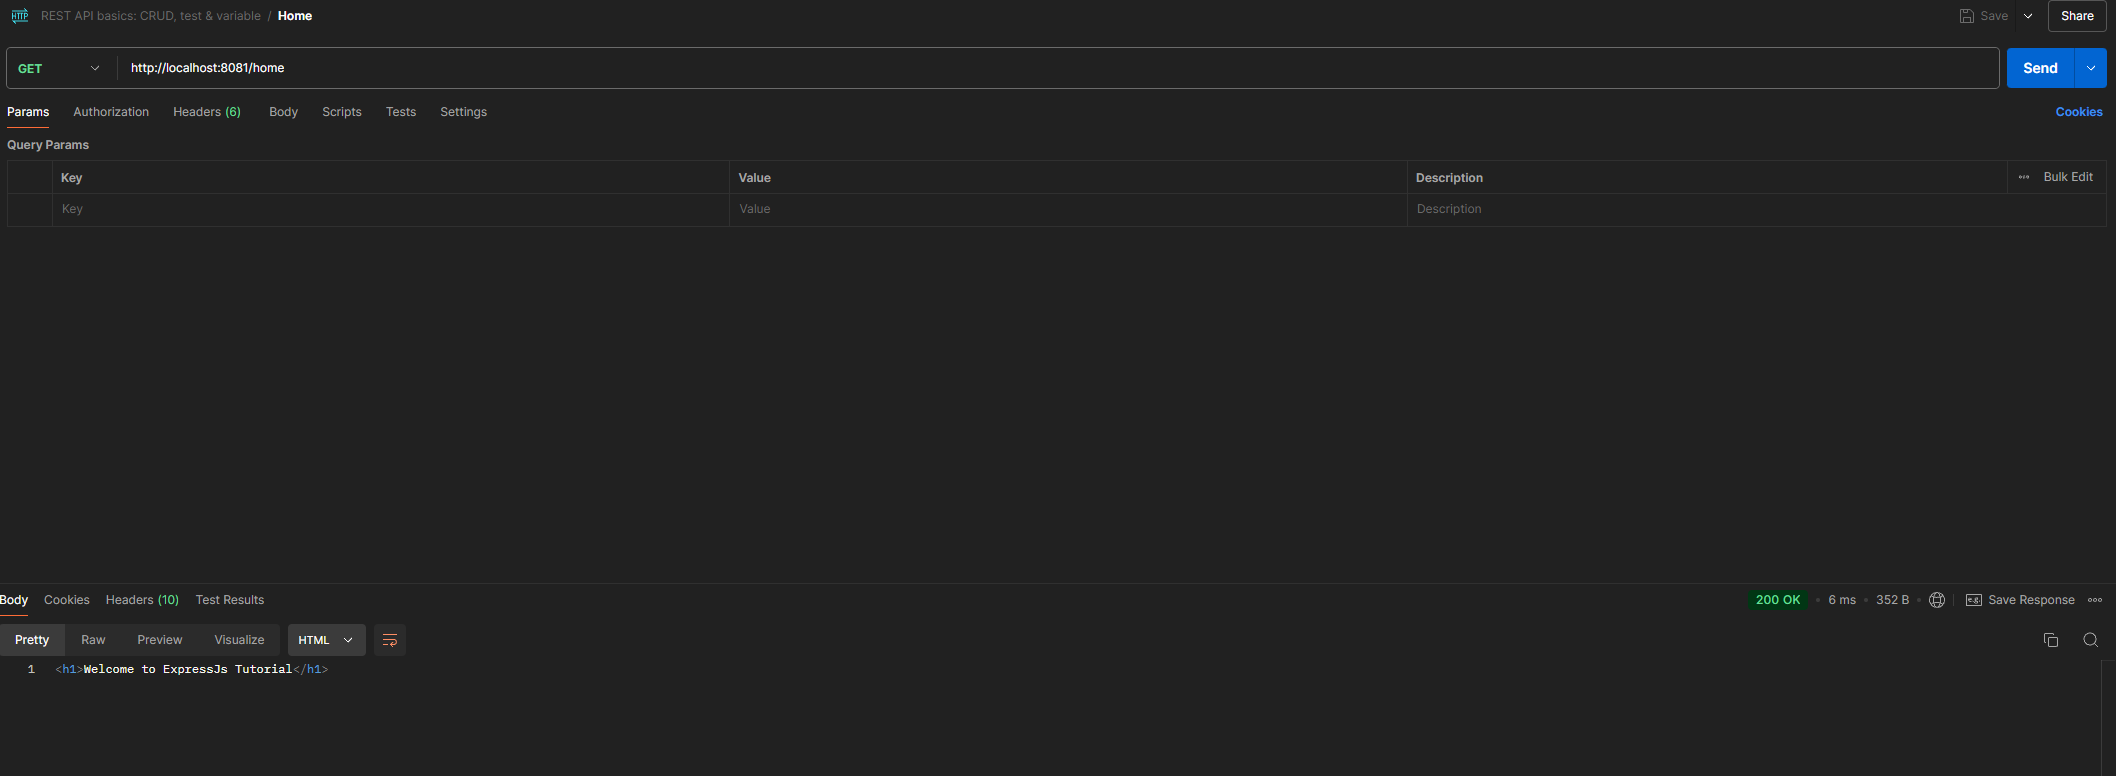 HTTP REST API basics: CRUD, test & variable / Home Save Share
GET http://localhost:8081/home Send
Params Authorization Headers (6) Body Scripts Tests Settings Cookies
Query Params
Key Value Description Bulk Edit
Key Value Description
Body Cookies Headers (10) Test Results 200 OK 6 ms 352 B e.g. Save Response
Pretty Raw Preview Visualize HTML
1 <h1>Welcome to ExpressJs Tutorial</h1>